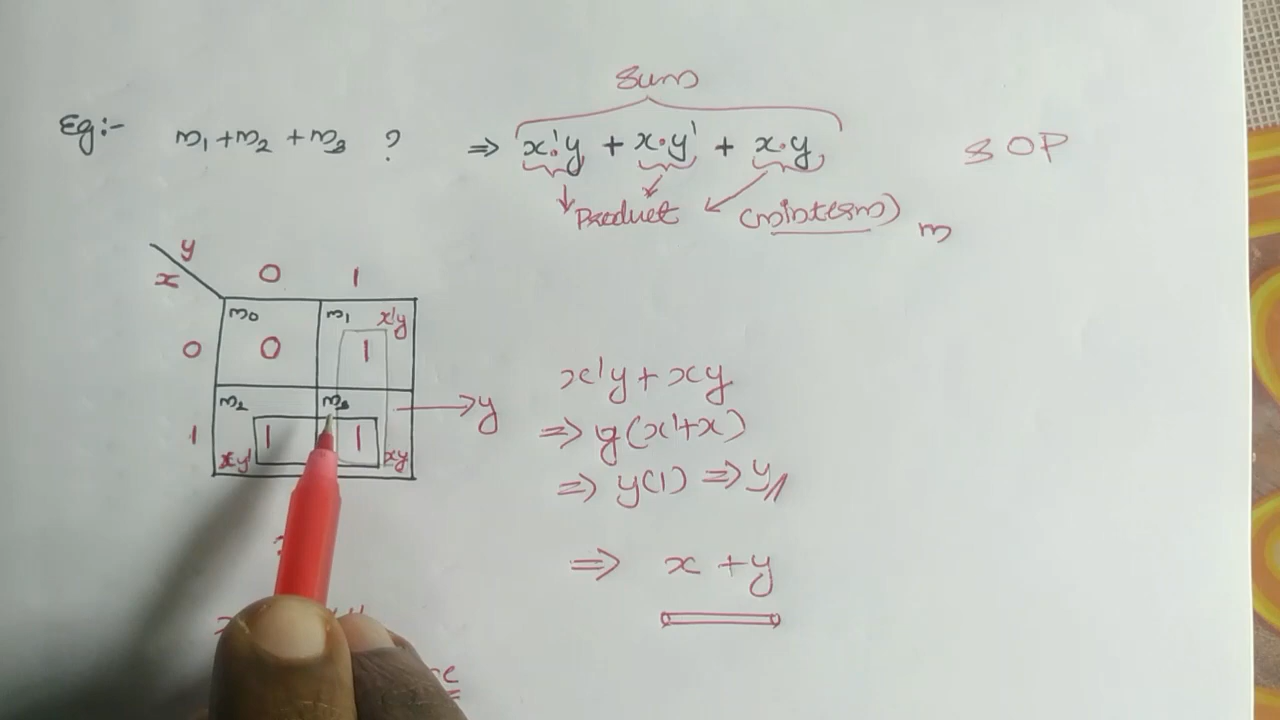 Sum
Eg:- m1 + m2 + m3 ? ⇒ x'.y + x.y' + x.y SOP
Product (minterm) m
y
x 0 1
m0 m1 x'y
0 0 1
m2 m3 → y
1 1 1
xy' xy
x'y + xy
⇒ y(x'+x)
⇒ y(1) ⇒ y //
⇒ x + y